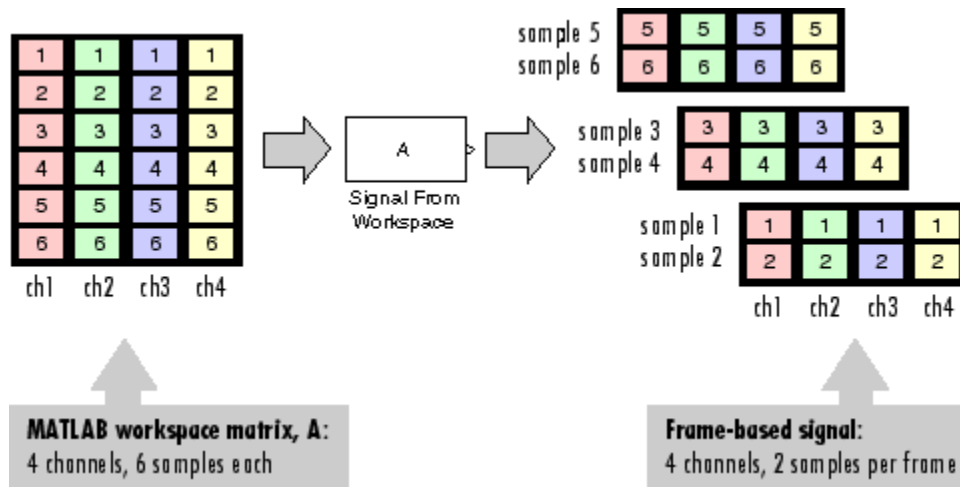 1 1 1 1
2 2 2 2
3 3 3 3
4 4 4 4
5 5 5 5
6 6 6 6
ch1 ch2 ch3 ch4
MATLAB workspace matrix, A:
4 channels, 6 samples each
A
Signal From
Workspace
sample 5 5 5 5 5
sample 6 6 6 6 6
sample 3 3 3 3 3
sample 4 4 4 4 4
sample 1 1 1 1 1
sample 2 2 2 2 2
ch1 ch2 ch3 ch4
Frame-based signal:
4 channels, 2 samples per frame